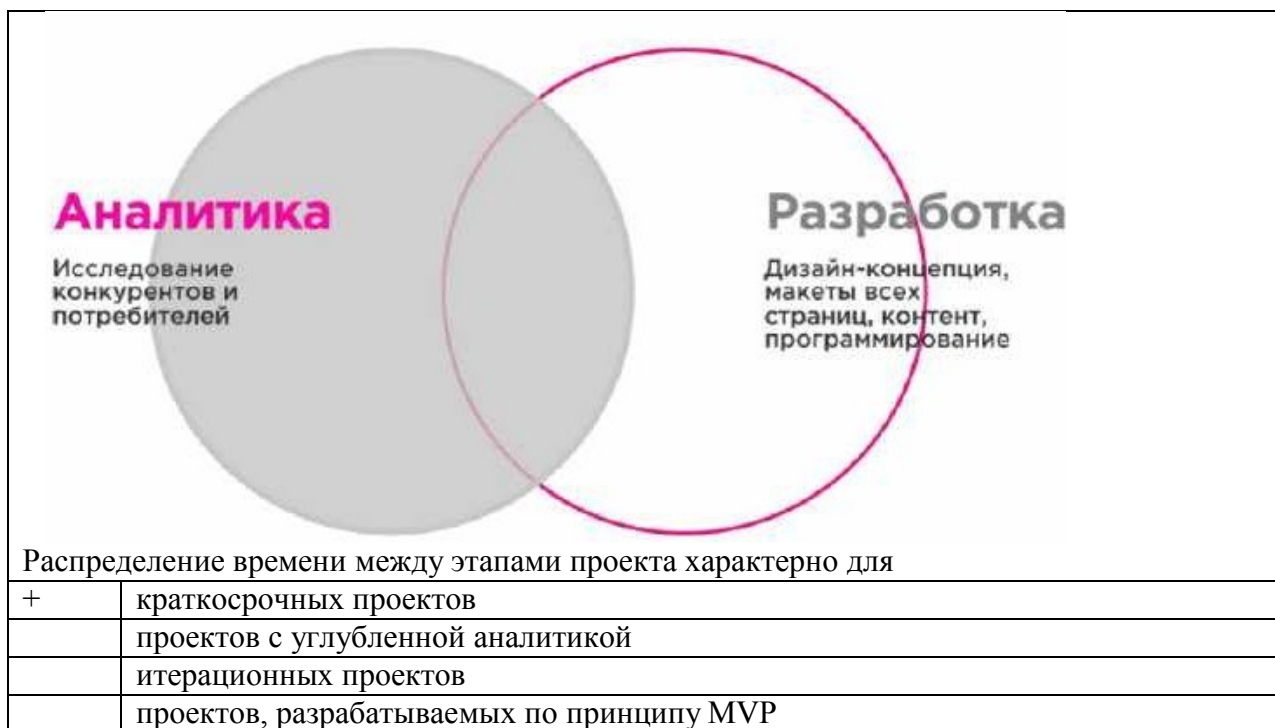 Аналитика
Исследование
конкурентов и
потребителей
Разработка
Дизайн-концепция,
макеты всех
страниц, контент,
программирование
Распределение времени между этапами проекта характерно для
+ краткосрочных проектов
проектов с углубленной аналитикой
итерационных проектов
проектов, разрабатываемых по принципу MVP